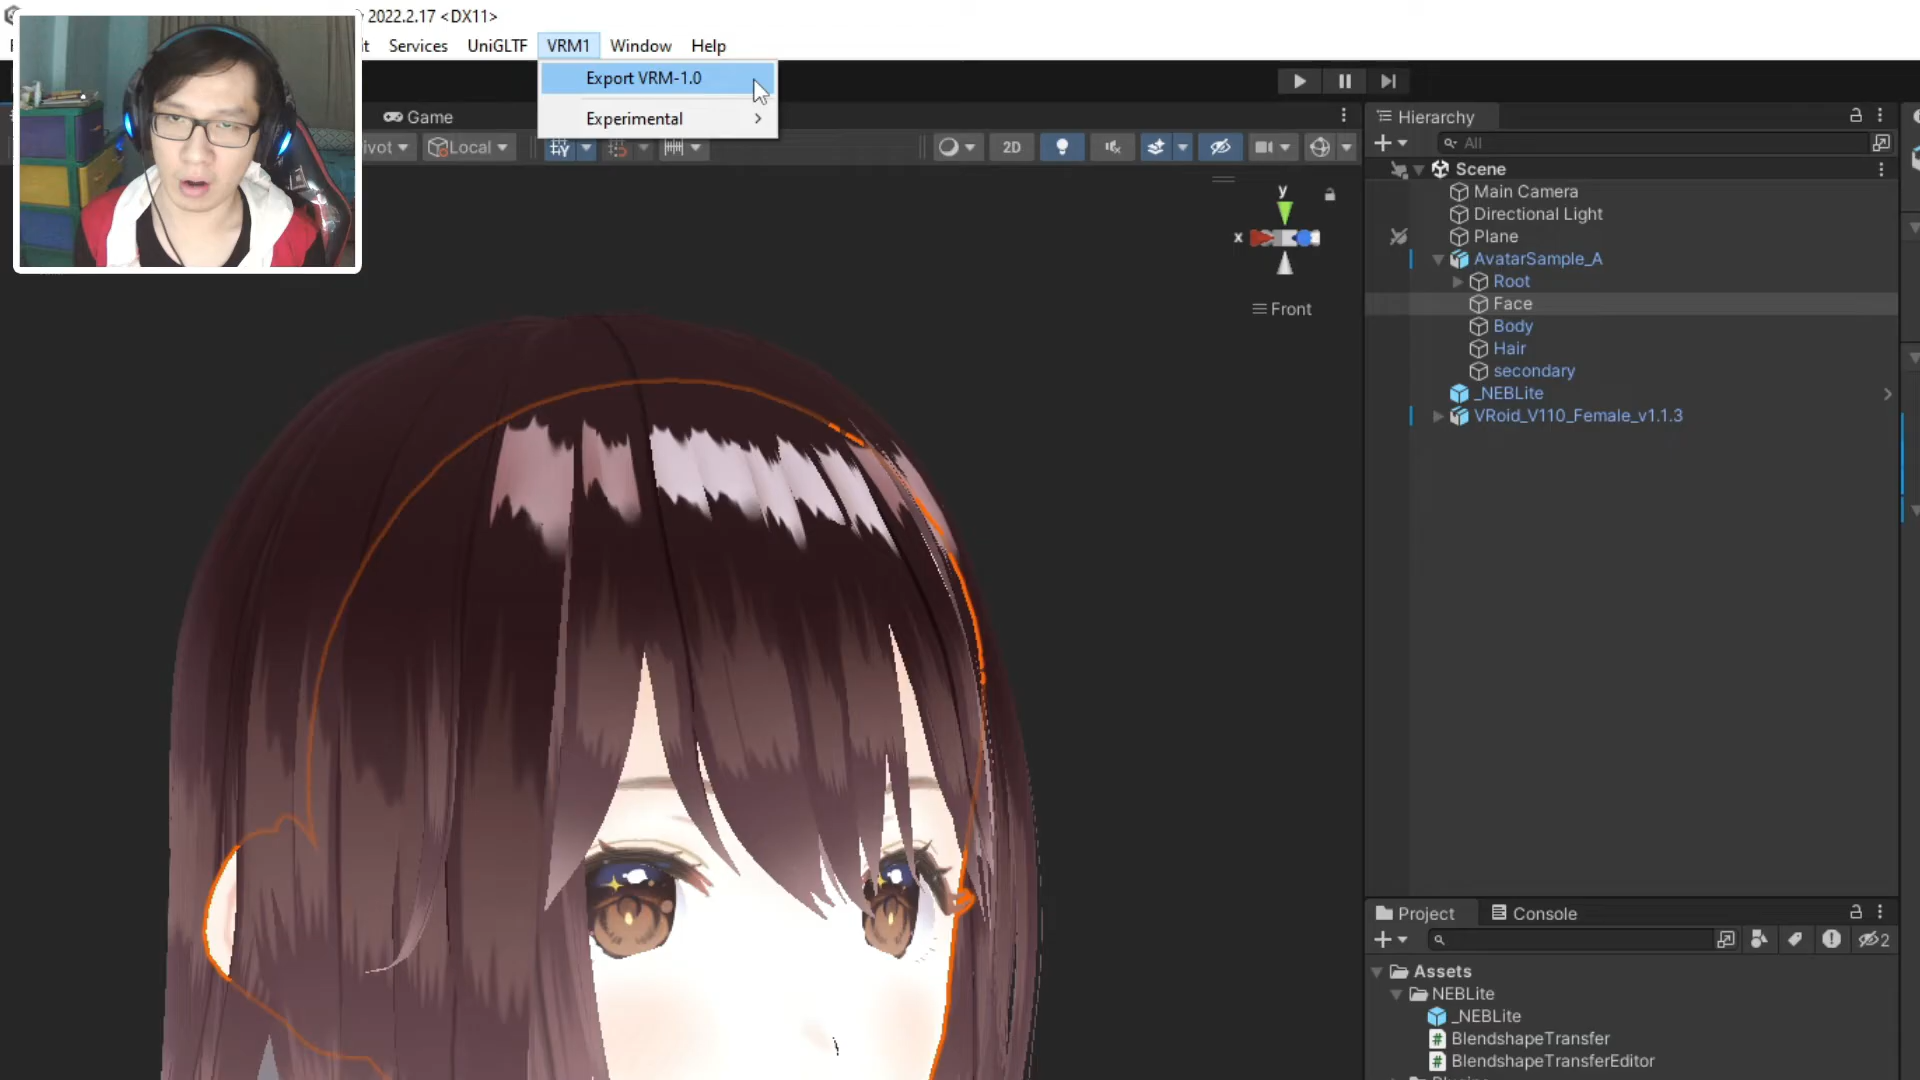 2022.2.17 <DX11>
Services UniGLTF VRM1 Window Help
Export VRM-1.0
Experimental
Game
Local
2D
Hierarchy
All
Scene
Main Camera
Directional Light
Plane
AvatarSample_A
Root
Face
Body
Hair
secondary
_NEBLite
VRoid_V110_Female_v1.1.3
y
x
Front
Project Console
2
Assets
NEBLite
_NEBLite
BlendshapeTransfer
BlendshapeTransferEditor